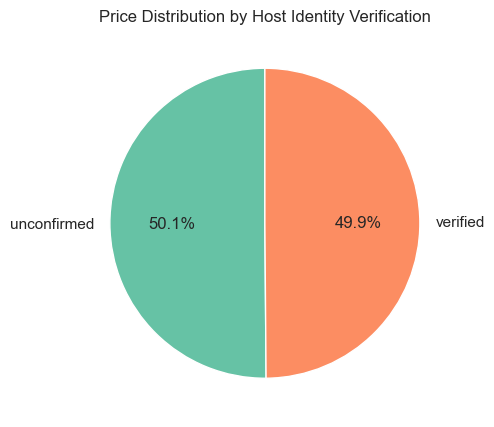 Price Distribution by Host Identity Verification
unconfirmed
50.1%
49.9%
verified